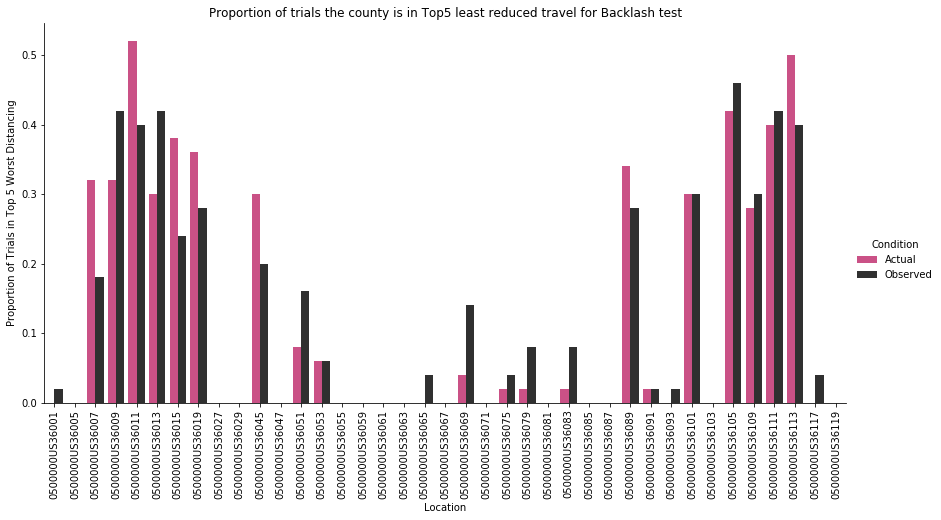 Proportion of trials the county is in Top5 least reduced travel for Backlash test
Proportion of Trials in Top 5 Worst Distancing
0.5
0.4
0.3
0.2
0.1
0.0
0500000US36001
0500000US36005
0500000US36007
0500000US36009
0500000US36011
0500000US36013
0500000US36015
0500000US36019
0500000US36027
0500000US36029
0500000US36045
0500000US36047
0500000US36051
0500000US36053
0500000US36055
0500000US36059
0500000US36061
0500000US36063
0500000US36065
0500000US36067
0500000US36069
0500000US36071
0500000US36075
0500000US36079
0500000US36081
0500000US36083
0500000US36085
0500000US36087
0500000US36089
0500000US36091
0500000US36093
0500000US36101
0500000US36103
0500000US36105
0500000US36109
0500000US36111
0500000US36113
0500000US36117
0500000US36119
Location
Condition
Actual
Observed